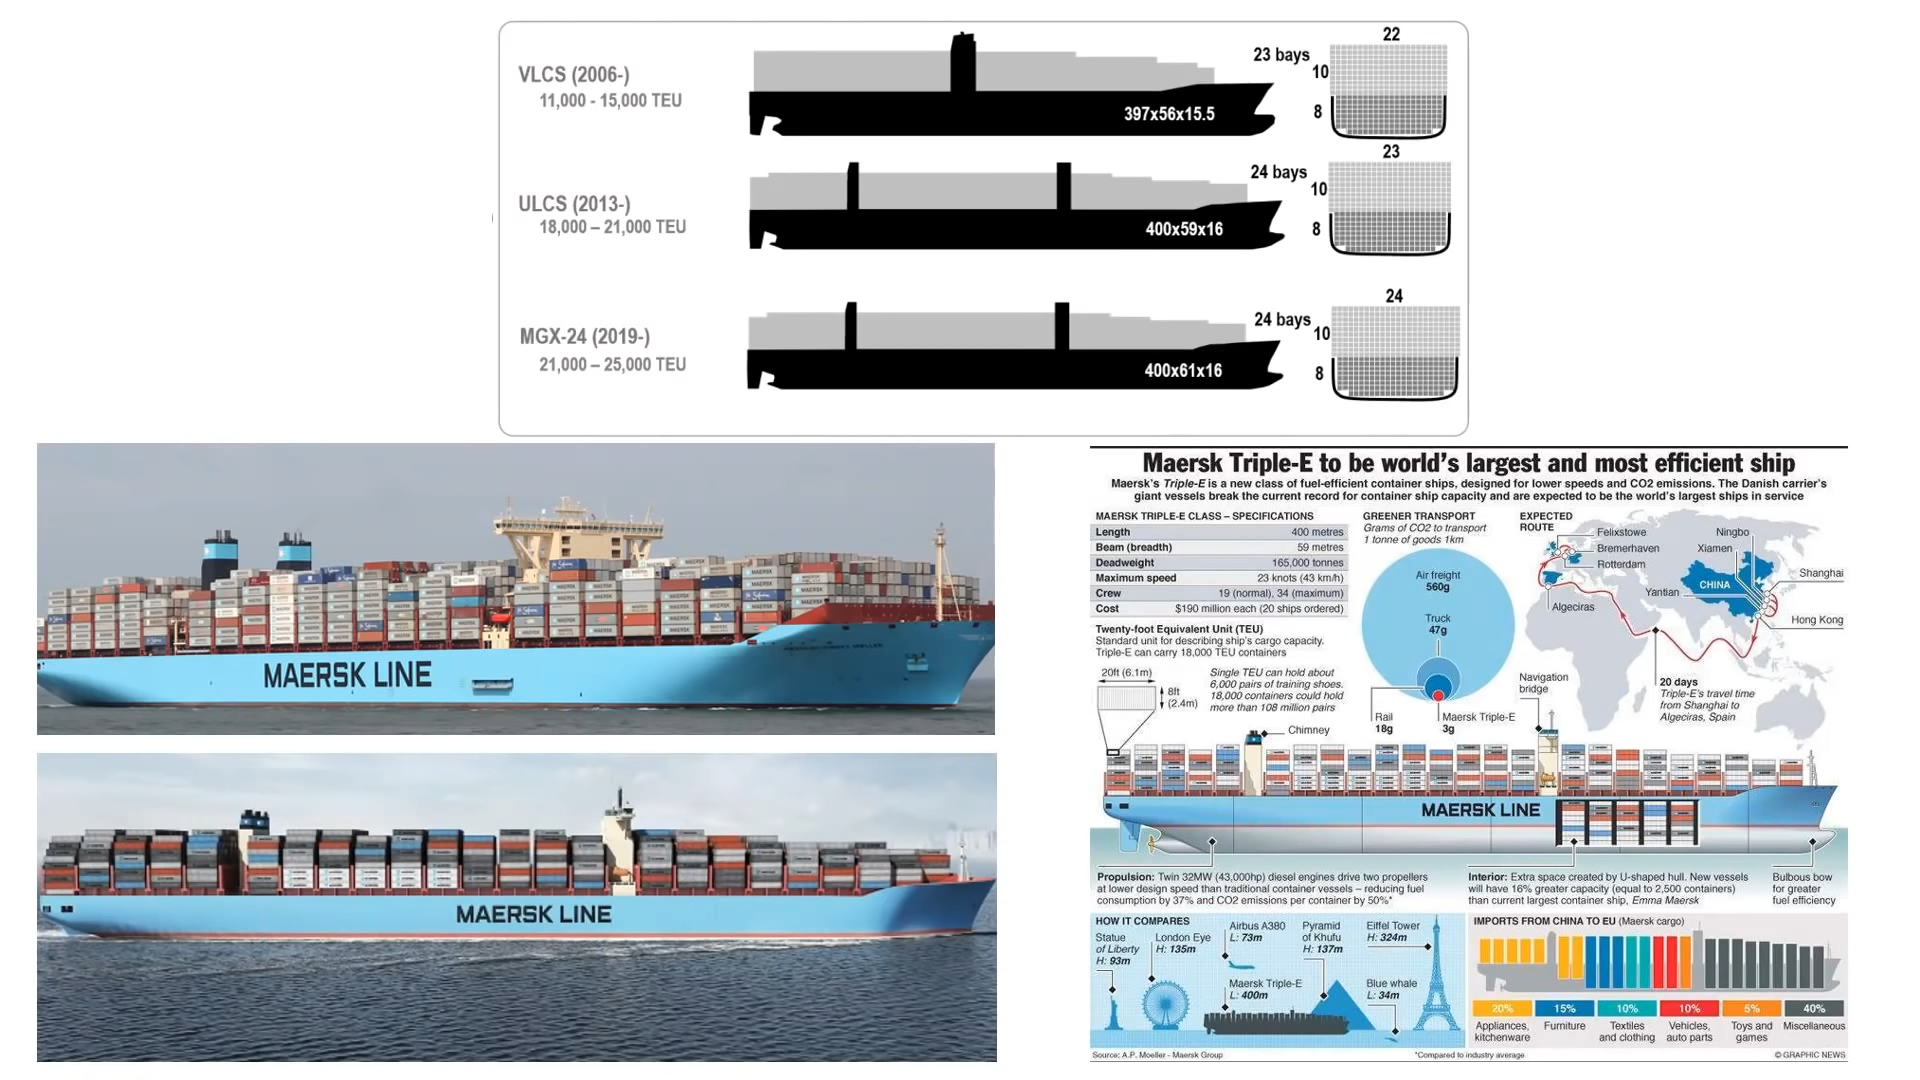 VLCS (2006-)
11,000 - 15,000 TEU
397x56x15.5
23 bays
22
10
8
ULCS (2013-)
18,000 – 21,000 TEU
400x59x16
24 bays
23
10
8
MGX-24 (2019-)
21,000 – 25,000 TEU
400x61x16
24 bays
24
10
8
MAERSK LINE
MAERSK LINE
Maersk Triple-E to be world's largest and most efficient ship
Maersk's Triple-E is a new class of fuel-efficient container ships, designed for lower speeds and CO2 emissions. The Danish carrier's
giant vessels break the current record for container ship capacity and are expected to be the world's largest ships in service
MAERSK TRIPLE-E CLASS – SPECIFICATIONS
Length 400 metres
Beam (breadth) 59 metres
Deadweight 165,000 tonnes
Maximum speed 23 knots (43 km/h)
Crew 19 (normal), 34 (maximum)
Cost $190 million each (20 ships ordered)
Twenty-foot Equivalent Unit (TEU)
Standard unit for describing ship's cargo capacity.
Triple-E can carry 18,000 TEU containers
20ft (6.1m)
8ft
(2.4m)
Single TEU can hold about
6,000 pairs of training shoes.
18,000 containers could hold
more than 108 million pairs
GREENER TRANSPORT
Grams of CO2 to transport
1 tonne of goods 1km
Air freight
560g
Truck
47g
Rail
18g
Maersk Triple-E
3g
EXPECTED
ROUTE
Felixstowe
Bremerhaven
Rotterdam
Algeciras
Ningbo
Xiamen
CHINA
Yantian
Shanghai
Hong Kong
20 days
Triple-E's travel time
from Shanghai to
Algeciras, Spain
Navigation
bridge
Chimney
MAERSK LINE
Propulsion: Twin 32MW (43,000hp) diesel engines drive two propellers
at lower design speed than traditional container vessels – reducing fuel
consumption by 37% and CO2 emissions per container by 50%*
Interior: Extra space created by U-shaped hull. New vessels
will have 16% greater capacity (equal to 2,500 containers)
than current largest container ship, Emma Maersk
Bulbous bow
for greater
fuel efficiency
HOW IT COMPARES
Statue
of Liberty
H: 93m
London Eye
H: 135m
Airbus A380
L: 73m
Pyramid
of Khufu
H: 137m
Eiffel Tower
H: 324m
Maersk Triple-E
L: 400m
Blue whale
L: 34m
IMPORTS FROM CHINA TO EU (Maersk cargo)
20%
Appliances,
kitchenware
15%
Furniture
10%
Textiles
and clothing
10%
Vehicles,
auto parts
5%
Toys and
games
40%
Miscellaneous
Source: A.P. Moeller - Maersk Group
*Compared to industry average
© GRAPHIC NEWS